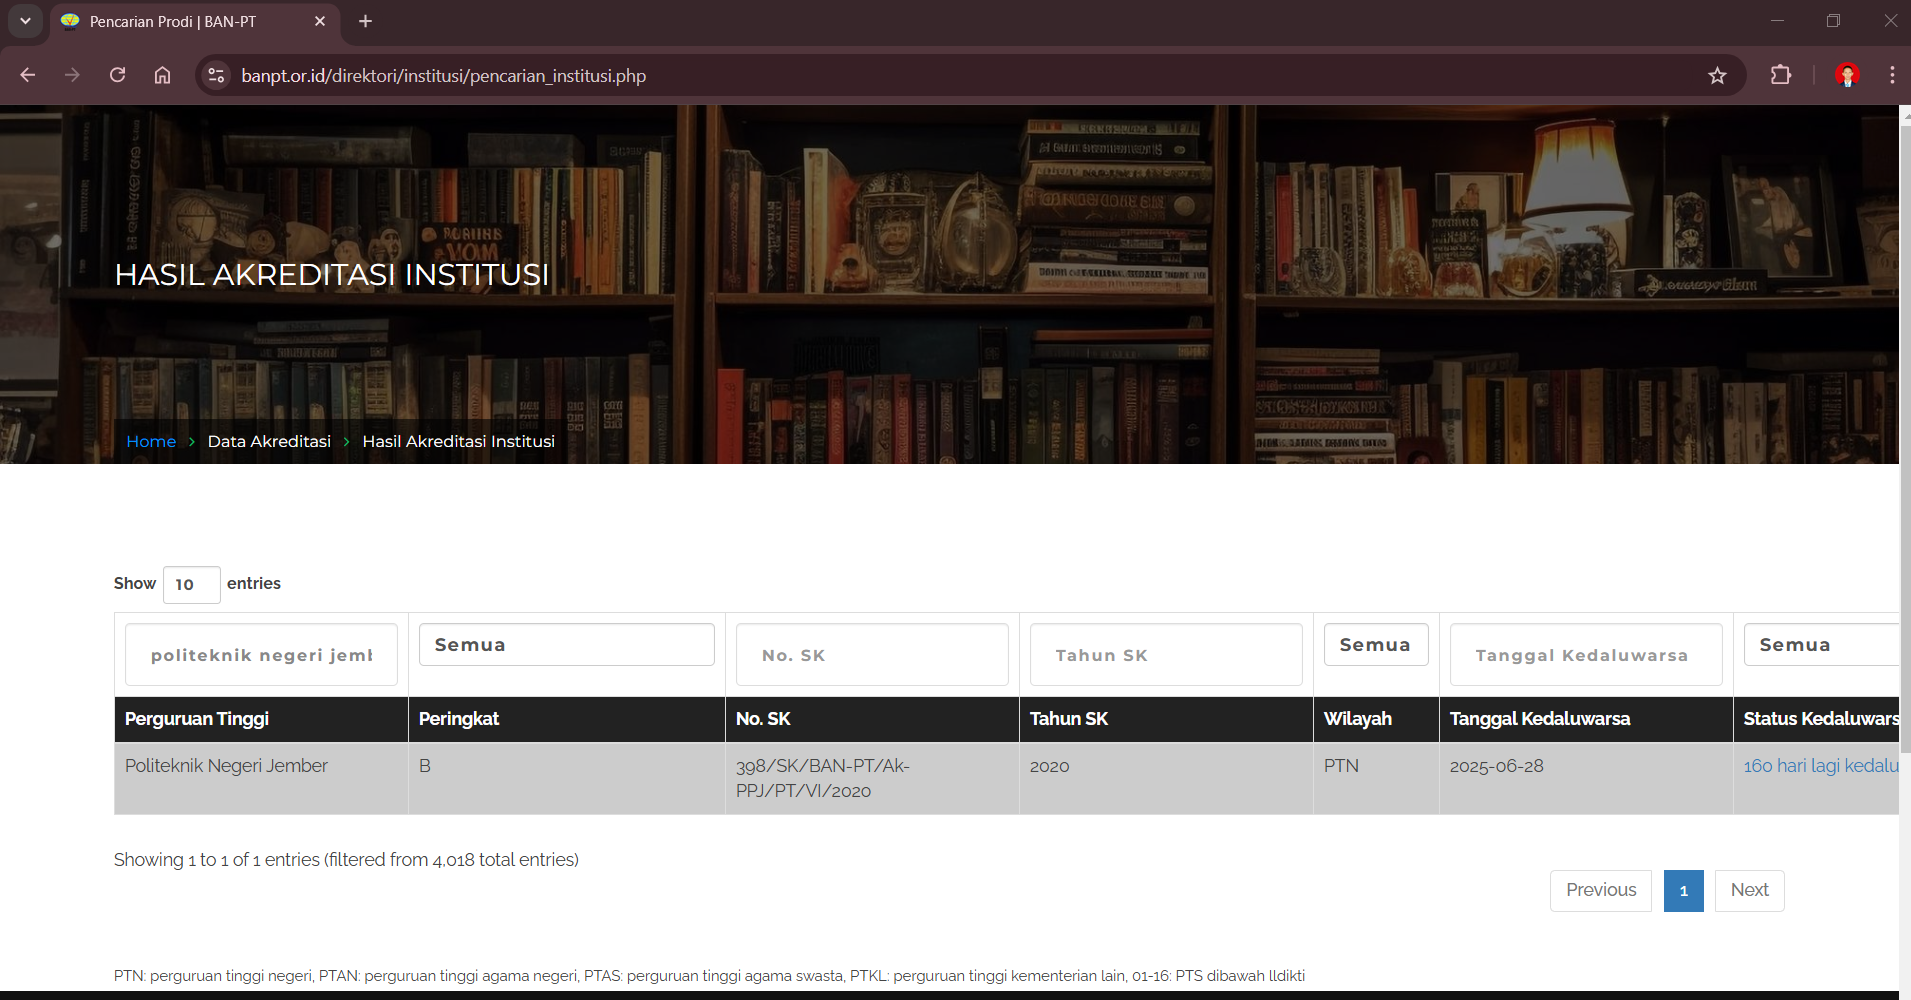 Pencarian Prodi | BAN-PT
banpt.or.id/direktori/institusi/pencarian_institusi.php
HASIL AKREDITASI INSTITUSI
Home > Data Akreditasi > Hasil Akreditasi Institusi
Show 10 entries
politeknik negeri jemb Semua No. SK Tahun SK Semua Tanggal Kedaluwarsa Semua
Perguruan Tinggi Peringkat No. SK Tahun SK Wilayah Tanggal Kedaluwarsa Status Kedaluwars
Politeknik Negeri Jember B 398/SK/BAN-PT/Ak- 2020 PTN 2025-06-28 160 hari lagi kedalu
PPJ/PT/VI/2020
Showing 1 to 1 of 1 entries (filtered from 4,018 total entries)
Previous 1 Next
PTN: perguruan tinggi negeri, PTAN: perguruan tinggi agama negeri, PTAS: perguruan tinggi agama swasta, PTKL: perguruan tinggi kementerian lain, 01-16: PTS dibawah lldikti